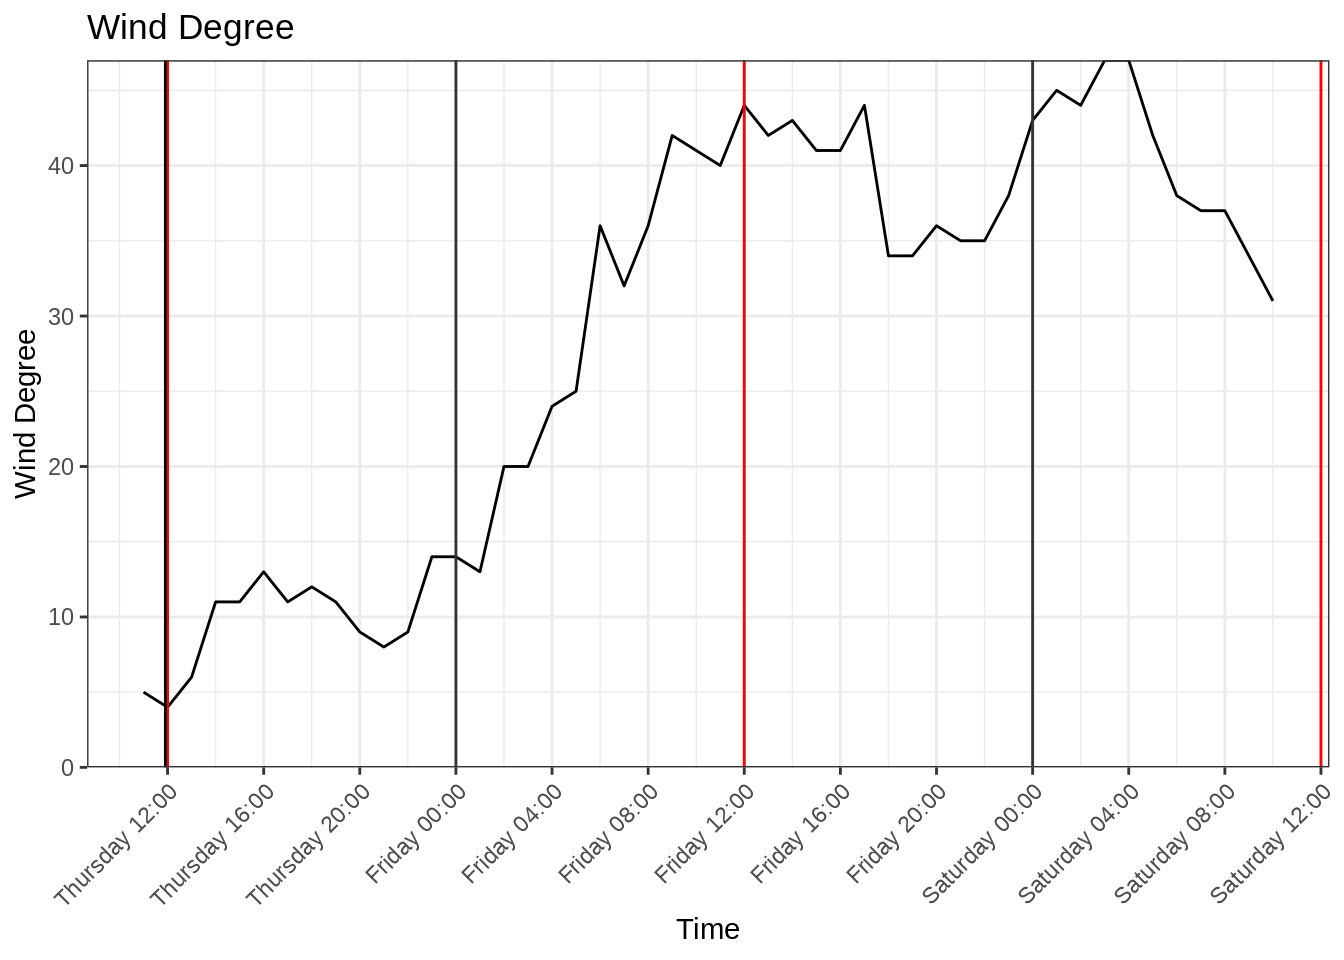 Wind Degree
Wind Degree
40
30
20
10
0
Thursday 12:00
Thursday 16:00
Thursday 20:00
Friday 00:00
Friday 04:00
Friday 08:00
Friday 12:00
Friday 16:00
Friday 20:00
Saturday 00:00
Saturday 04:00
Saturday 08:00
Saturday 12:00
Time